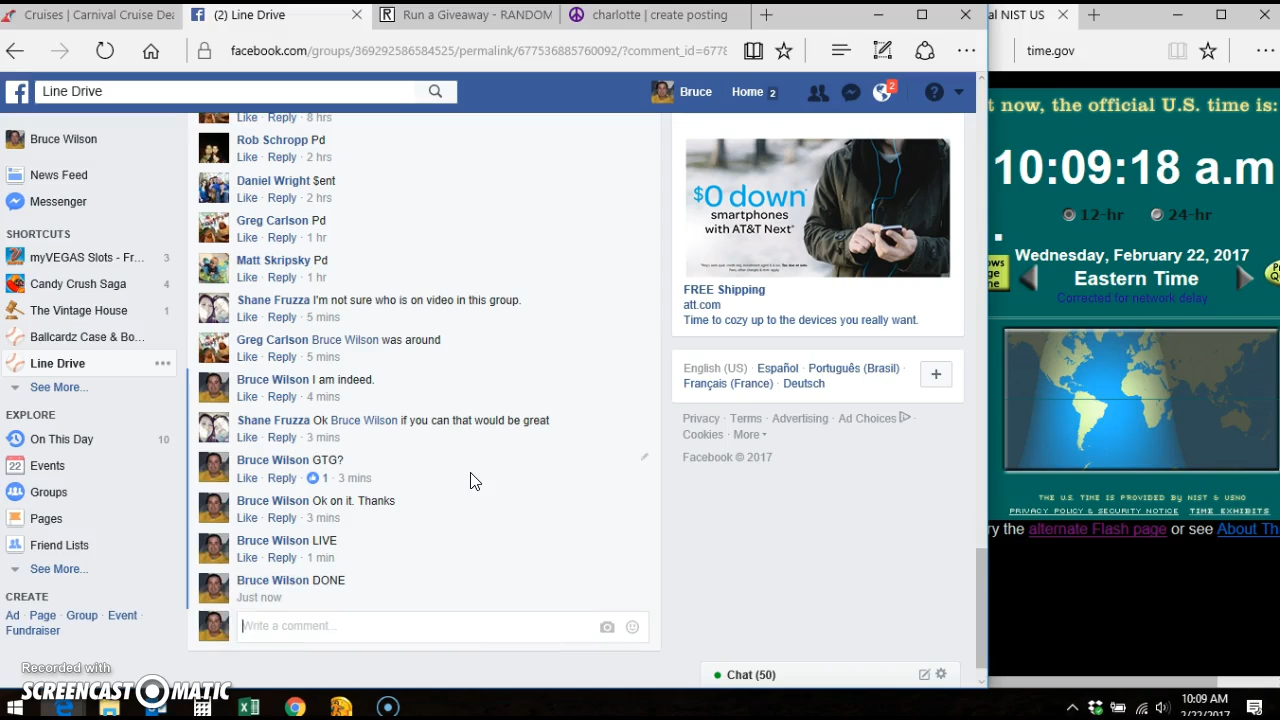 Cruises | Carnival Cruise Dea
(2) Line Drive
Run a Giveaway - RANDOM
charlotte | create posting
al NIST US
facebook.com/groups/369292586584525/permalink/677536885760092/?comment_id=6778
time.gov
Line Drive
Bruce
Home 2
2
Bruce Wilson
News Feed
Messenger
SHORTCUTS
myVEGAS Slots - Fr... 3
Candy Crush Saga 4
The Vintage House 1
Ballcardz Case & Bo...
Line Drive
See More...
EXPLORE
On This Day 10
22 Events
Groups
Pages
Friend Lists
See More...
CREATE
Ad · Page · Group · Event ·
Fundraiser
Like · Reply · 8 hrs
Rob Schropp Pd
Like · Reply · 2 hrs
Daniel Wright $ent
Like · Reply · 2 hrs
Greg Carlson Pd
Like · Reply · 1 hr
Matt Skripsky Pd
Like · Reply · 1 hr
Shane Fruzza I'm not sure who is on video in this group.
Like · Reply · 5 mins
Greg Carlson Bruce Wilson was around
Like · Reply · 5 mins
Bruce Wilson I am indeed.
Like · Reply · 4 mins
Shane Fruzza Ok Bruce Wilson if you can that would be great
Like · Reply · 3 mins
Bruce Wilson GTG?
Like · Reply · 1 · 3 mins
Bruce Wilson Ok on it. Thanks
Like · Reply · 3 mins
Bruce Wilson LIVE
Like · Reply · 1 min
Bruce Wilson DONE
Just now
Write a comment...
$0 down
smartphones
with AT&T Next
FREE Shipping
att.com
Time to cozy up to the devices you really want.
English (US) · Español · Português (Brasil) ·
Français (France) · Deutsch
Privacy · Terms · Advertising · Ad Choices ·
Cookies · More
Facebook © 2017
Chat (50)
t now, the official U.S. time is:
10:09:18 a.m
12-hr 24-hr
Wednesday, February 22, 2017
Eastern Time
Corrected for network delay
THE U.S. TIME IS PROVIDED BY NIST & USNO
PRIVACY POLICY & SECURITY NOTICE TIME EXHIBITS
ry the alternate Flash page or see About Th
Recorded with
SCREENCAST-O-MATIC
10:09 AM
2/22/2017